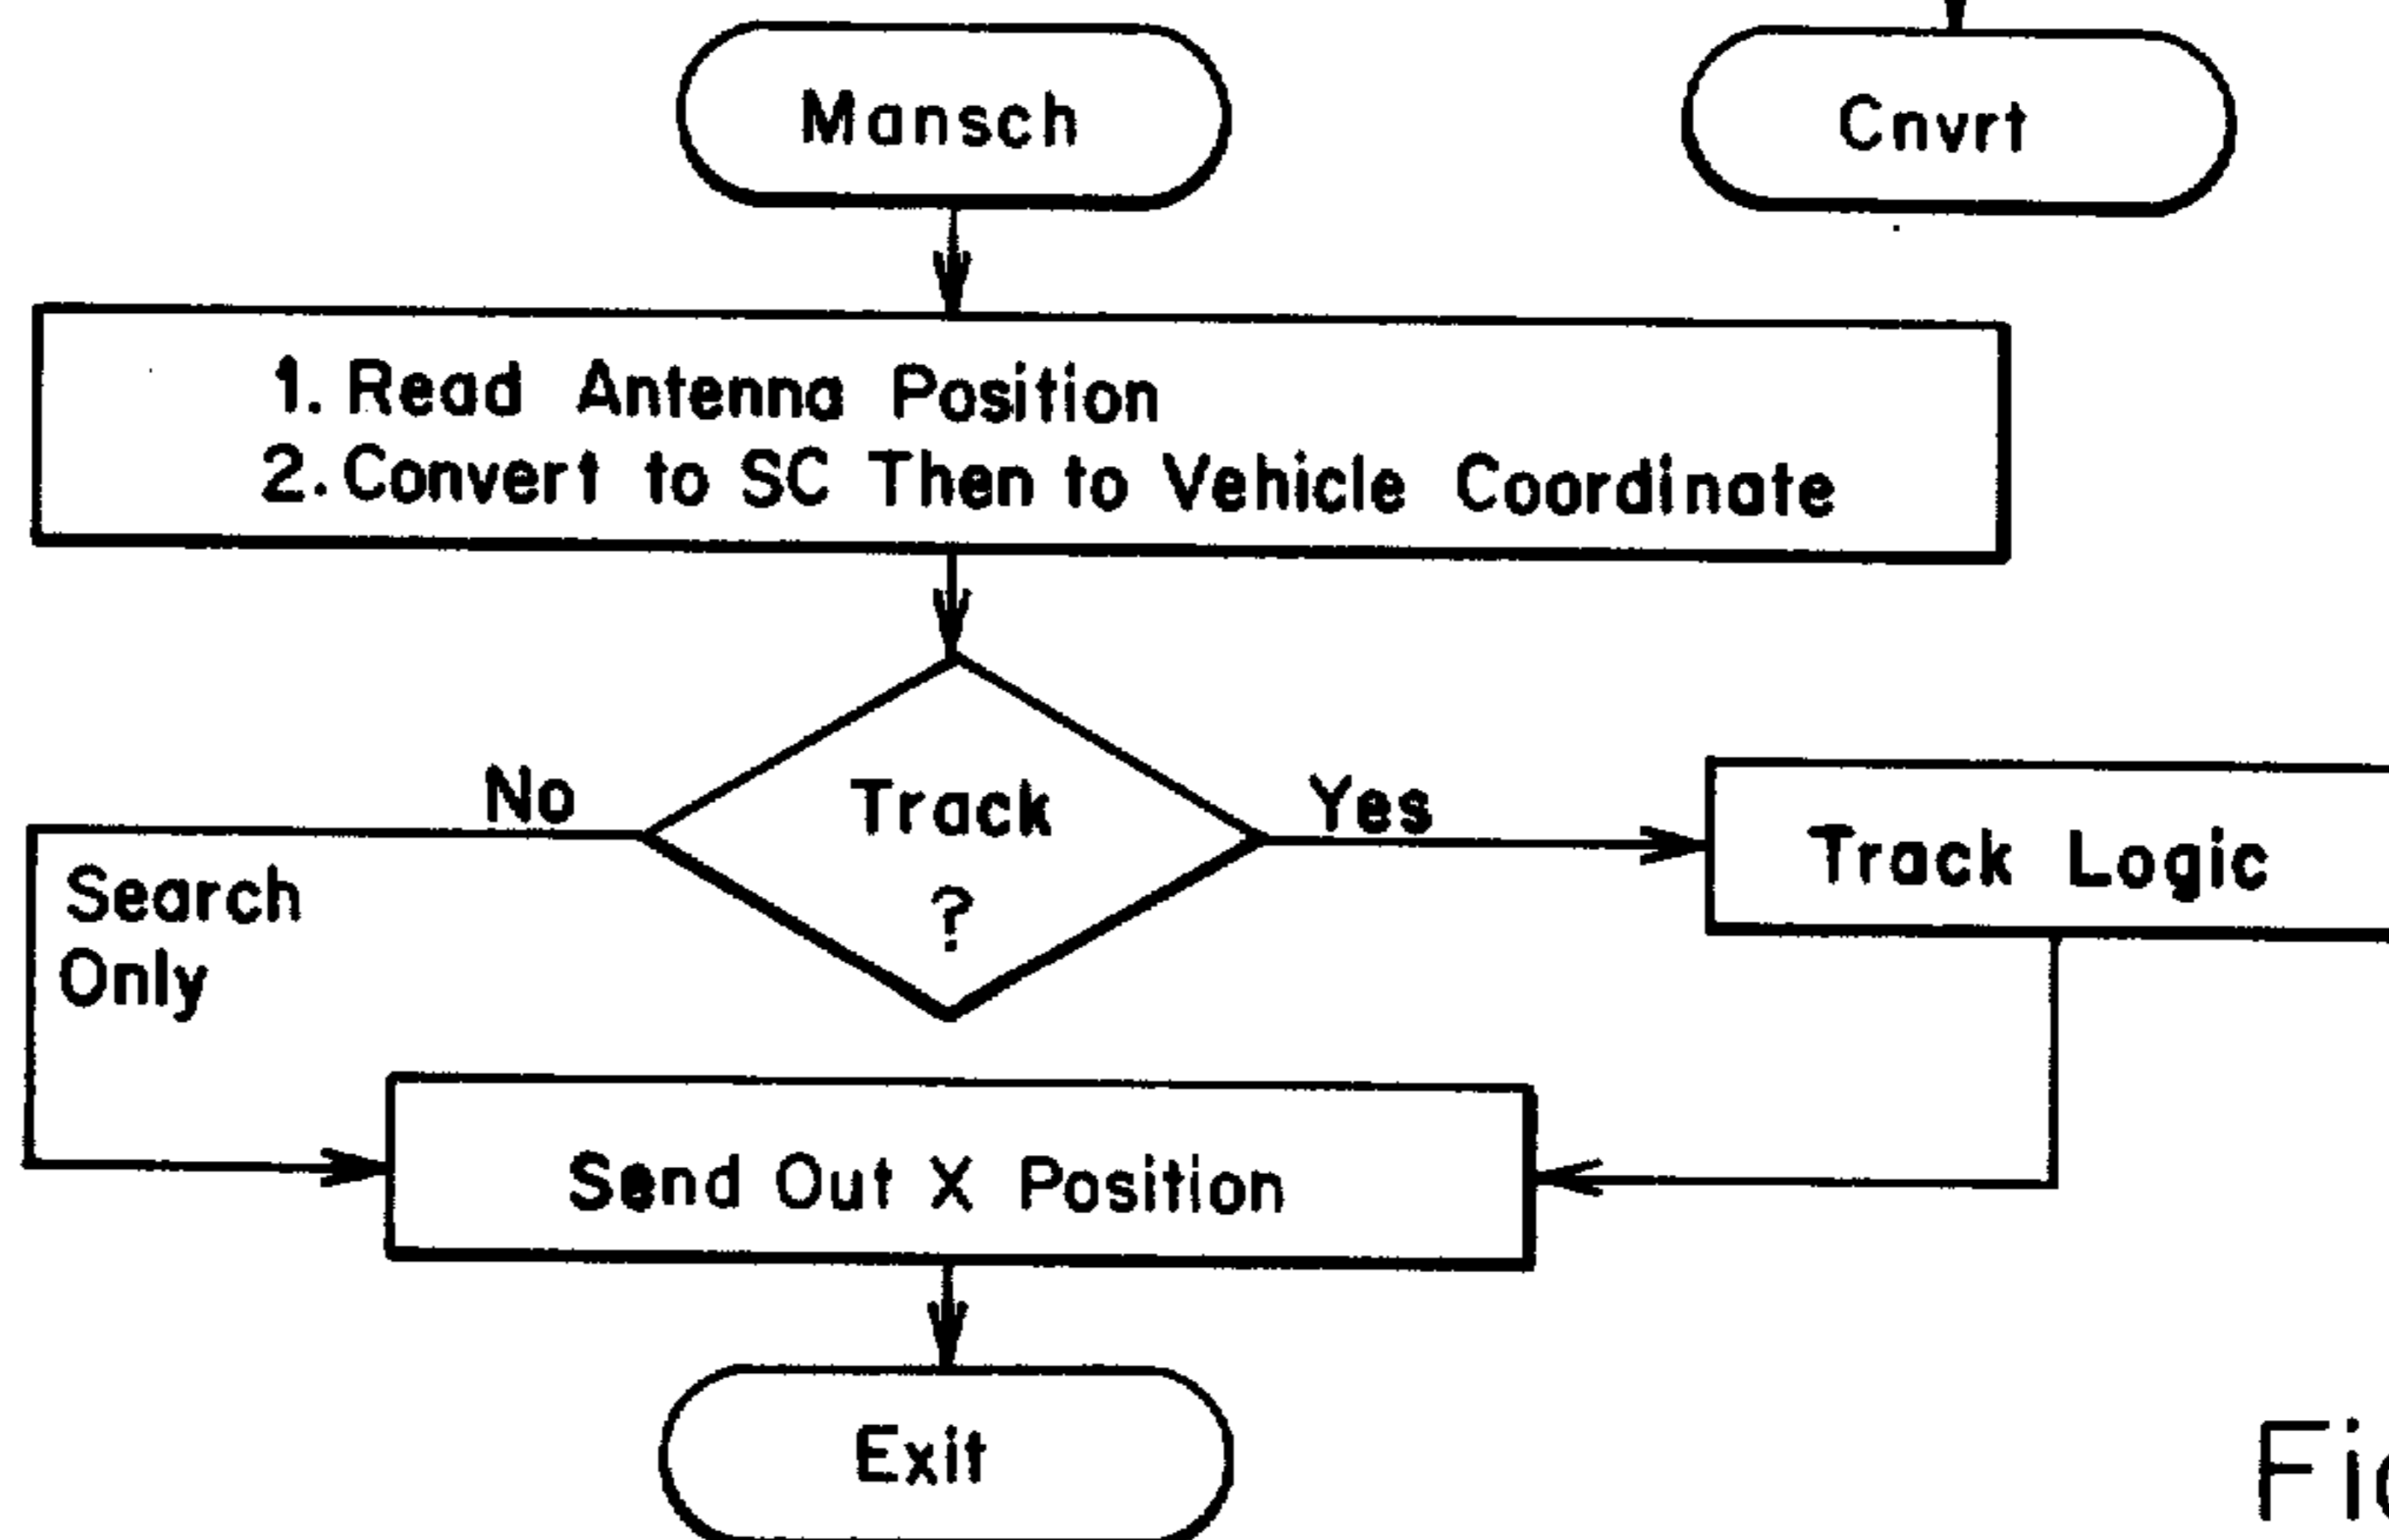 Mansch
Cnvrt
1. Read Antenna Position
2. Convert to SC Then to Vehicle Coordinate
No
Track
?
Yes
Track Logic
Search
Only
Send Out X Position
Exit